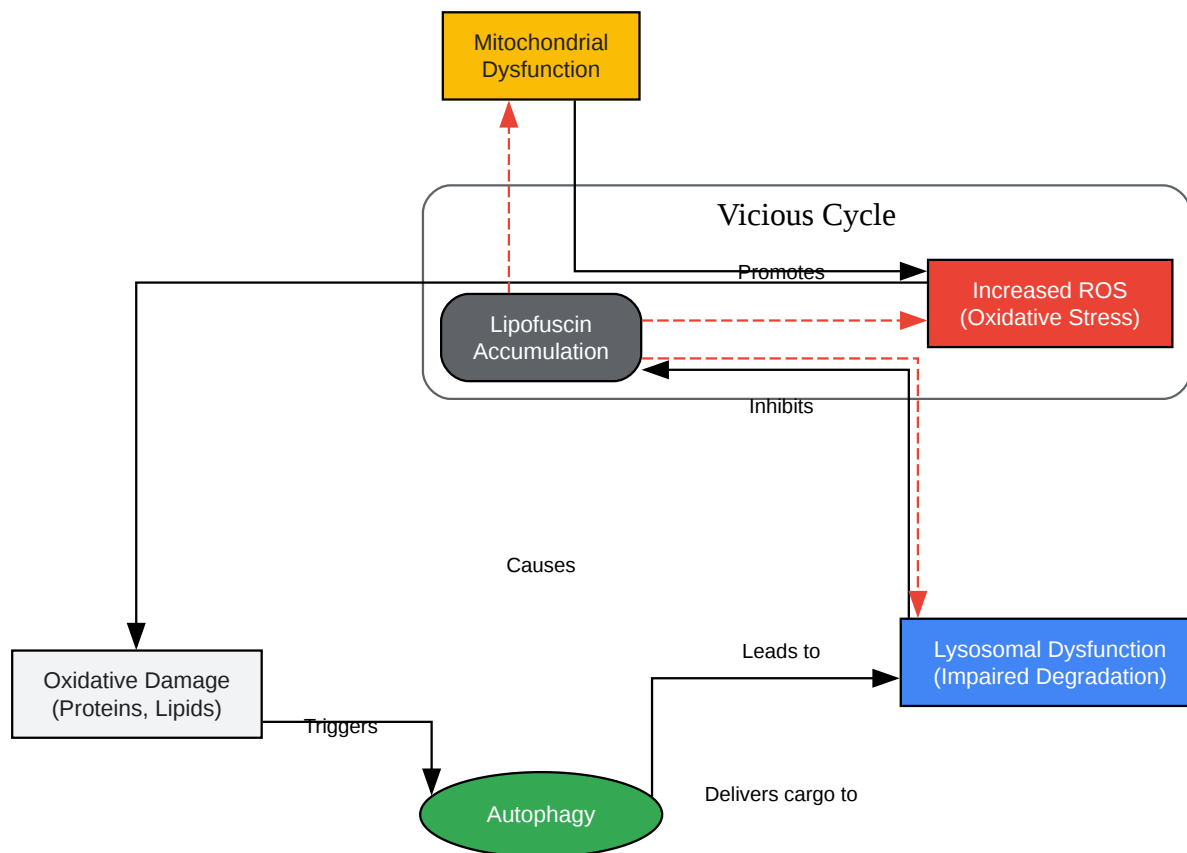 Mitochondrial
Dysfunction
Vicious Cycle
Promotes
Increased ROS
(Oxidative Stress)
Lipofuscin
Accumulation
Inhibits
Causes
Leads to
Lysosomal Dysfunction
(Impaired Degradation)
Oxidative Damage
(Proteins, Lipids)
Triggers
Delivers cargo to
Autophagy